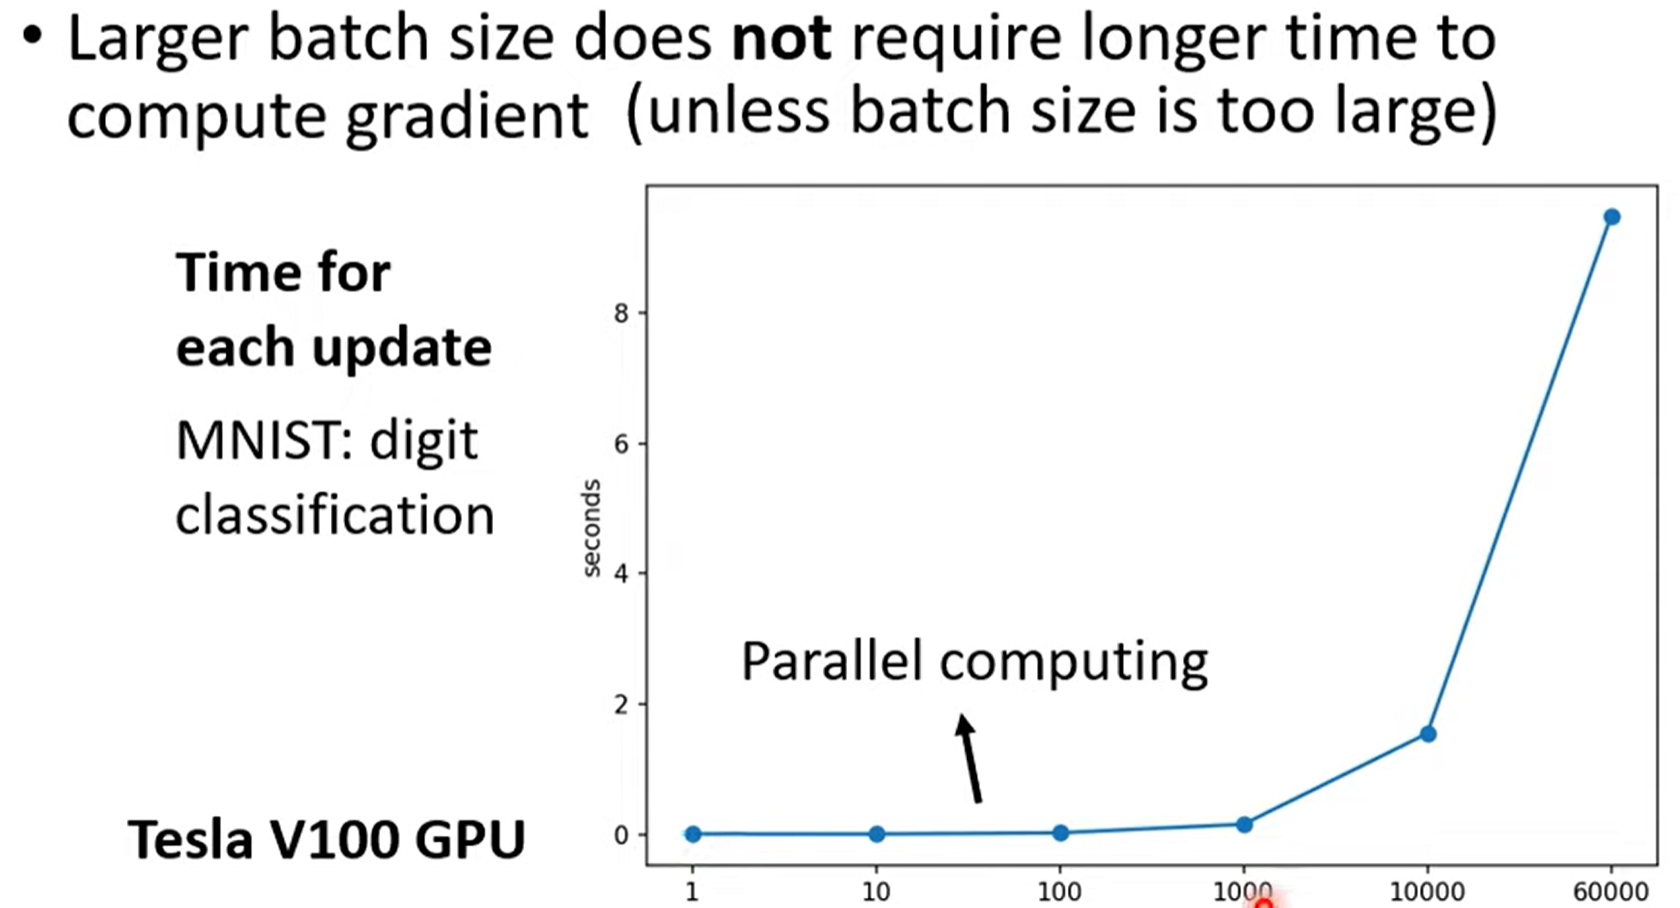 • Larger batch size does not require longer time to
compute gradient (unless batch size is too large)
Time for
each update
MNIST: digit
classification
Tesla V100 GPU
seconds
8
6
4
2
0
Parallel computing
1 10 100 1000 10000 60000